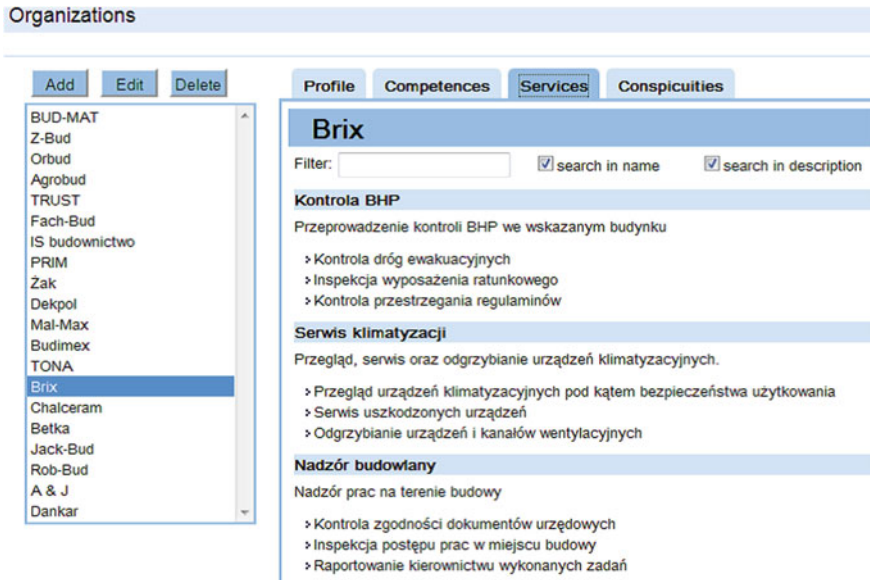 Organizations
Add Edit Delete
BUD-MAT
Z-Bud
Orbud
Agrobud
TRUST
Fach-Bud
IS budownictwo
PRIM
Żak
Dekpol
Mal-Max
Budimex
TONA
Brix
Chalceram
Betka
Jack-Bud
Rob-Bud
A & J
Dankar
Profile Competences Services Conspicuities
Brix
Filter: search in name search in description
Kontrola BHP
Przeprowadzenie kontroli BHP we wskazanym budynku
Kontrola dróg ewakuacyjnych
Inspekcja wyposażenia ratunkowego
Kontrola przestrzegania regulaminów
Serwis klimatyzacji
Przegląd, serwis oraz odgrzybianie urządzeń klimatyzacyjnych.
Przegląd urządzeń klimatyzacyjnych pod kątem bezpieczeństwa użytkowania
Serwis uszkodzonych urządzeń
Odgrzybianie urządzeń i kanałów wentylacyjnych
Nadzór budowlany
Nadzór prac na terenie budowy
Kontrola zgodności dokumentów urzędowych
Inspekcja postępu prac w miejscu budowy
Raportowanie kierownictwu wykonanych zadań